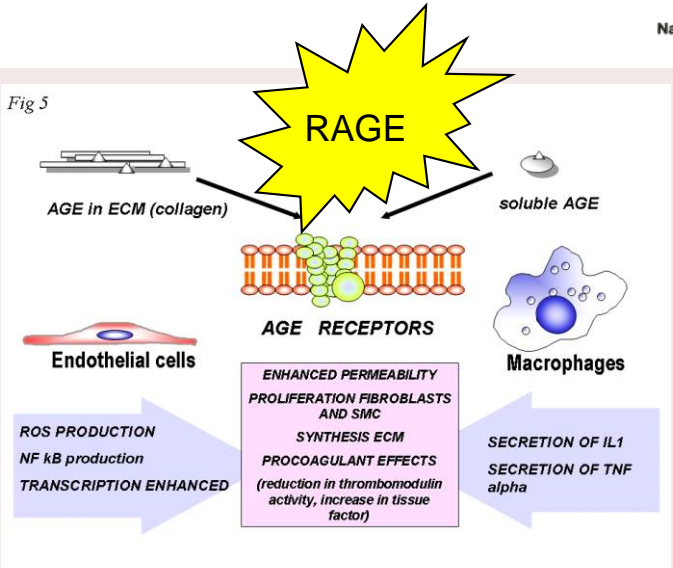 Na
Fig 5
RAGE
AGE in ECM (collagen)
soluble AGE
AGE RECEPTORS
Endothelial cells
Macrophages
ROS PRODUCTION
NF kB production
TRANSCRIPTION ENHANCED
ENHANCED PERMEABILITY
PROLIFERATION FIBROBLASTS
AND SMC
SYNTHESIS ECM
PROCOAGULANT EFFECTS
(reduction in thrombomodulin
activity, increase in tissue
factor)
SECRETION OF IL1
SECRETION OF TNF
alpha